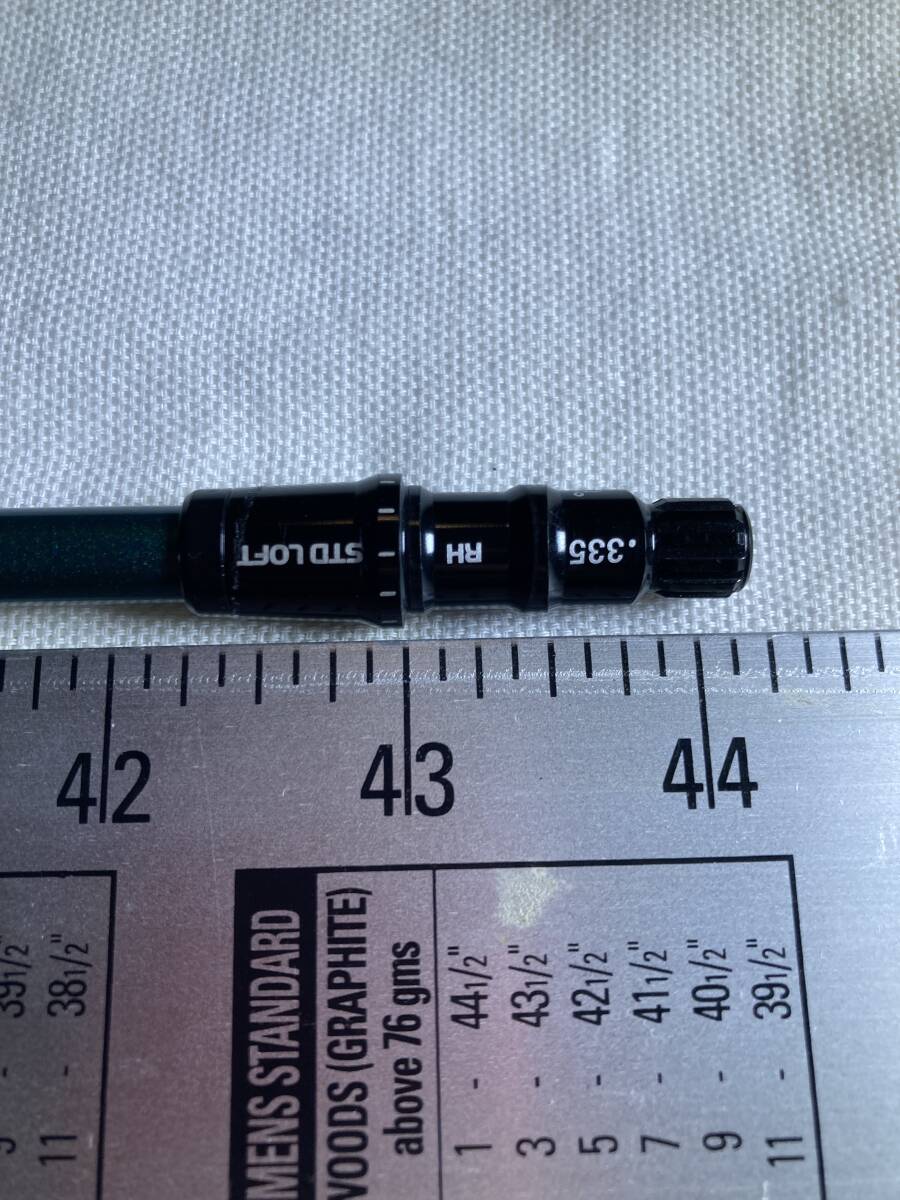 STD LOFT
RH
.335
42
43
44
39 1/2"
11 - 38 1/2"
MENS STANDARD
WOODS (GRAPHITE)
above 76 gms
1 - 44 1/2"
3 - 43 1/2"
5 - 42 1/2"
7 - 41 1/2"
9 - 40 1/2"
11 - 39 1/2"